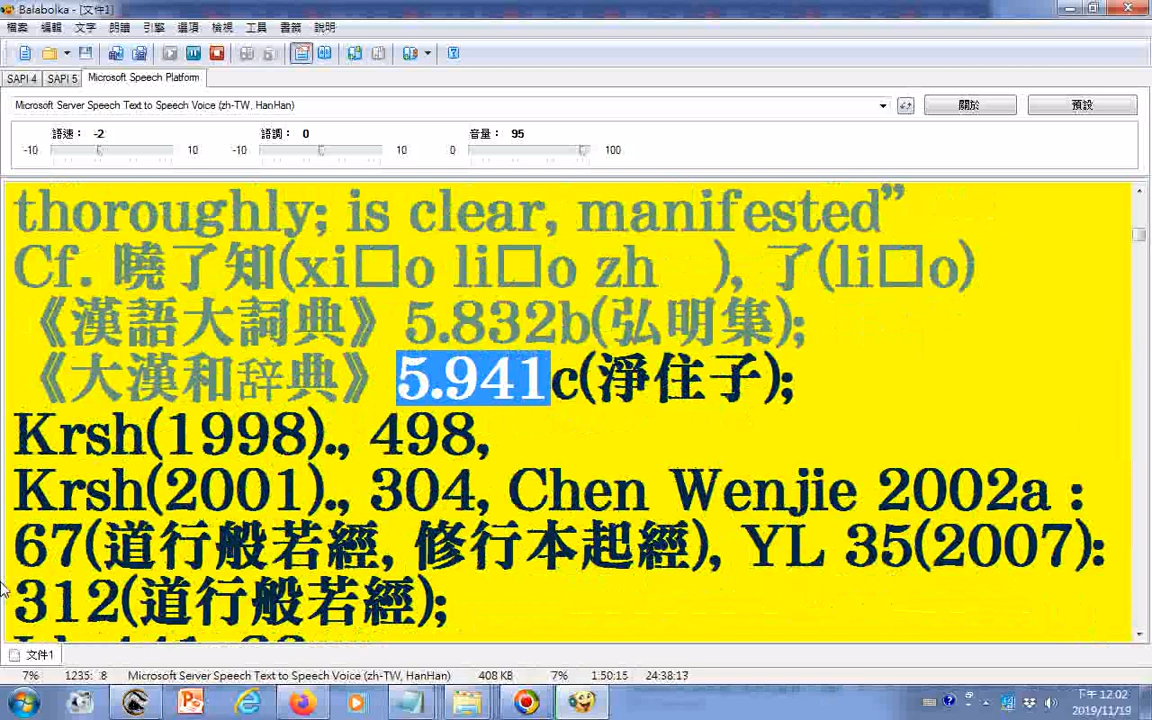 Balabolka - [文件1]
檔案 編輯 文字 朗讀 引擎 選項 檢視 工具 書籤 說明
SAPI 4 SAPI 5 Microsoft Speech Platform
Microsoft Server Speech Text to Speech Voice (zh-TW, HanHan) 關於 預設
語速： -2 語調： 0 音量： 95
-10 10 -10 10 0 100
thoroughly; is clear, manifested”
Cf. 曉了知(xi□o li□o zh ), 了(li□o)
《漢語大詞典》 5.832b(弘明集);
《大漢和辞典》 5.941c(淨住子);
Krsh(1998)., 498,
Krsh(2001)., 304, Chen Wenjie 2002a :
67(道行般若經, 修行本起經), YL 35(2007):
312(道行般若經);
文件1
7% 1235: :8 Microsoft Server Speech Text to Speech Voice (zh-TW, HanHan) 408 KB 7% 1:50:15 24:38:13
下午 12:02
2019/11/19